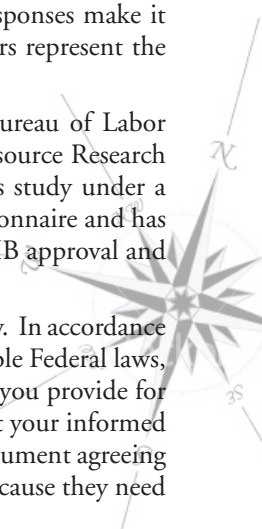 sponses make it
rs represent the
ureau of Labor
source Research
s study under a
onnaire and has
IB approval and
y. In accordance
ble Federal laws,
you provide for
t your informed
ument agreeing
cause they need
N